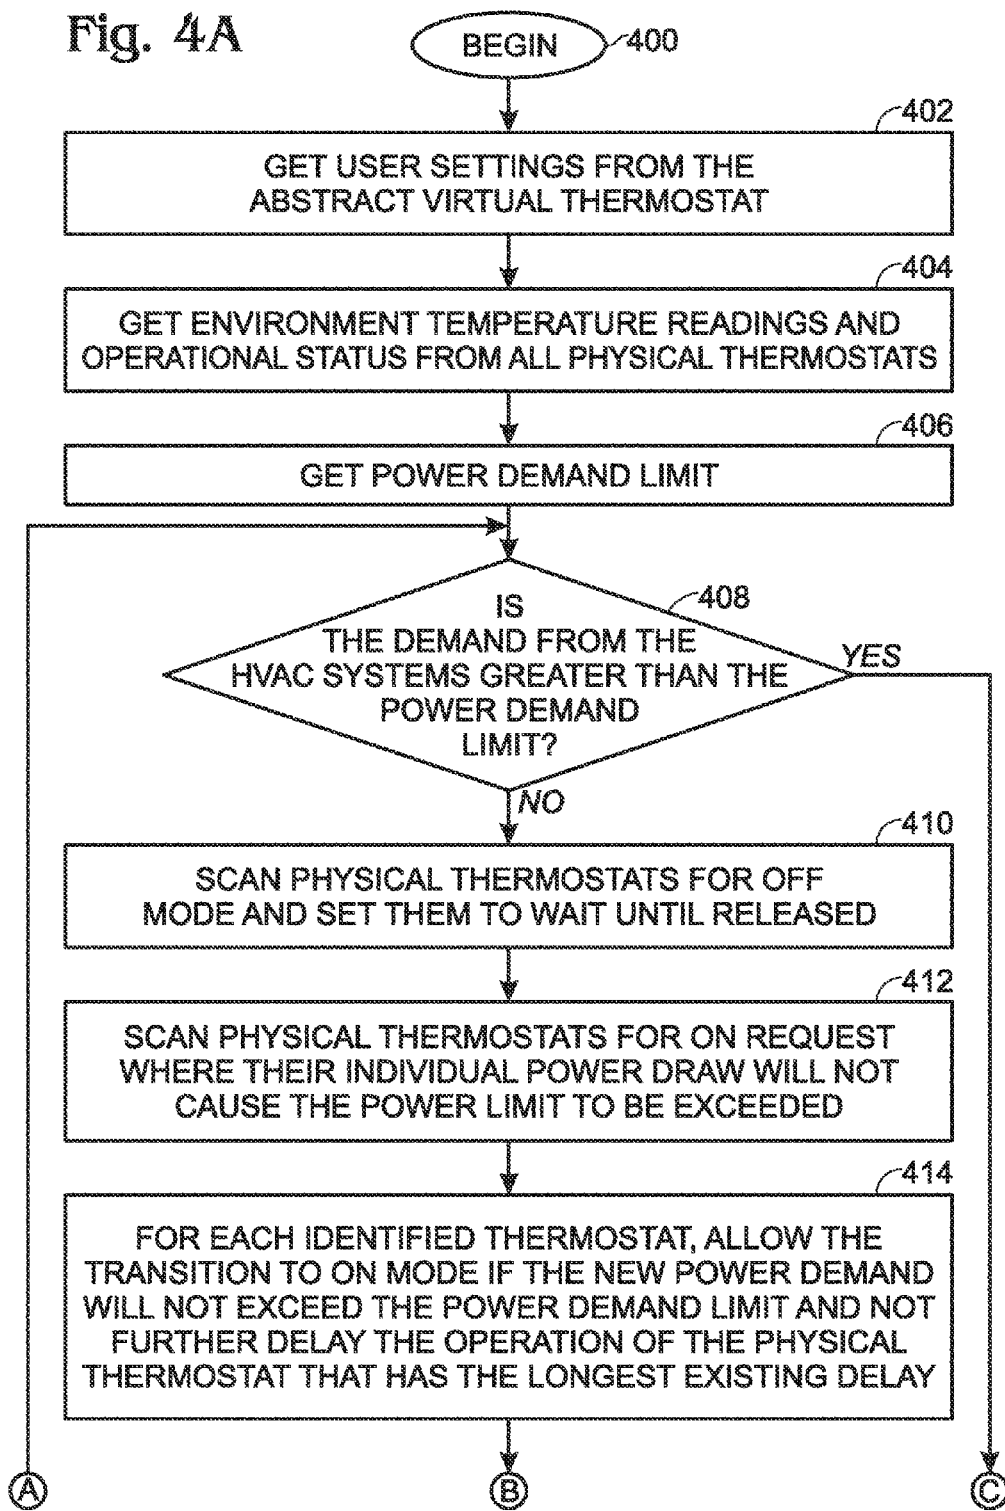 Fig. 4A
BEGIN
400
402
GET USER SETTINGS FROM THE
ABSTRACT VIRTUAL THERMOSTAT
404
GET ENVIRONMENT TEMPERATURE READINGS AND
OPERATIONAL STATUS FROM ALL PHYSICAL THERMOSTATS
406
GET POWER DEMAND LIMIT
408
IS
THE DEMAND FROM THE
HVAC SYSTEMS GREATER THAN THE
POWER DEMAND
LIMIT?
YES
NO
410
SCAN PHYSICAL THERMOSTATS FOR OFF
MODE AND SET THEM TO WAIT UNTIL RELEASED
412
SCAN PHYSICAL THERMOSTATS FOR ON REQUEST
WHERE THEIR INDIVIDUAL POWER DRAW WILL NOT
CAUSE THE POWER LIMIT TO BE EXCEEDED
414
FOR EACH IDENTIFIED THERMOSTAT, ALLOW THE
TRANSITION TO ON MODE IF THE NEW POWER DEMAND
WILL NOT EXCEED THE POWER DEMAND LIMIT AND NOT
FURTHER DELAY THE OPERATION OF THE PHYSICAL
THERMOSTAT THAT HAS THE LONGEST EXISTING DELAY
A
B
C